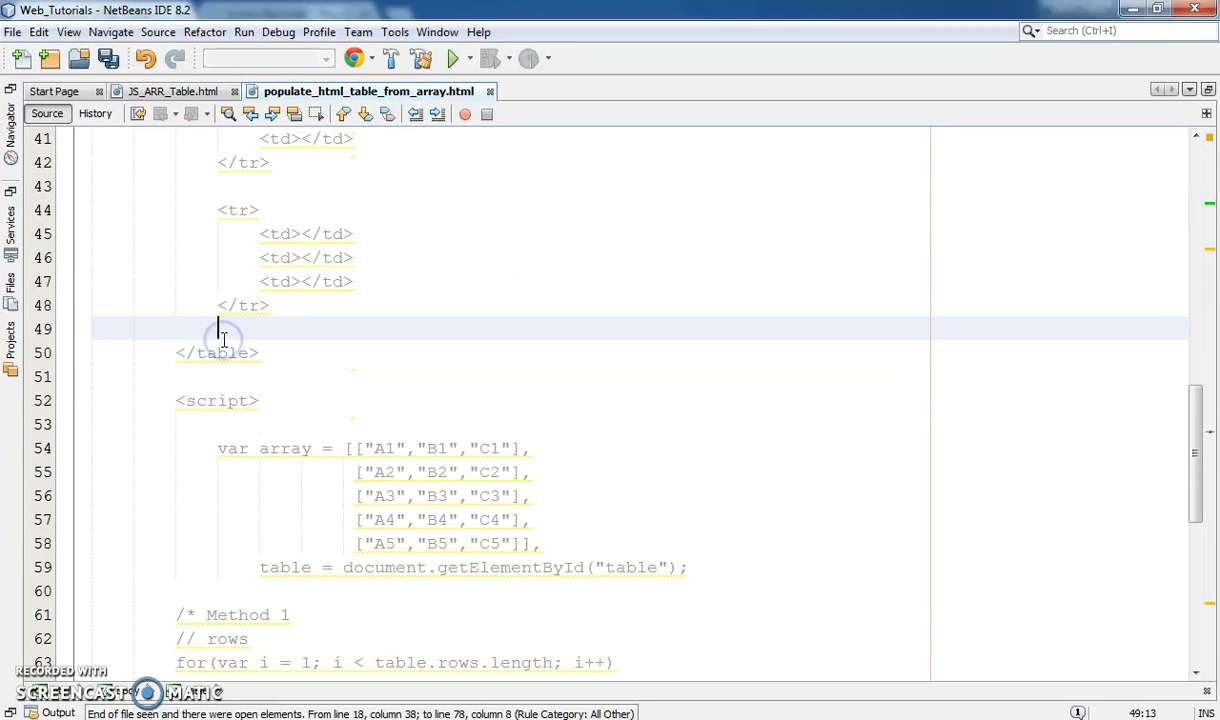 Web_Tutorials - NetBeans IDE 8.2
File Edit View Navigate Source Refactor Run Debug Profile Team Tools Window Help
Search (Ctrl+I)
Start Page JS_ARR_Table.html populate_html_table_from_array.html
Source History
Navigator
Services
Files
Projects
41 <td></td>
42 </tr>
43
44 <tr>
45 <td></td>
46 <td></td>
47 <td></td>
48 </tr>
49
50 </table>
51
52 <script>
53
54 var array = [["A1","B1","C1"],
55 ["A2","B2","C2"],
56 ["A3","B3","C3"],
57 ["A4","B4","C4"],
58 ["A5","B5","C5"]],
59 table = document.getElementById("table");
60
61 /* Method 1
62 // rows
63 for(var i = 1; i < table.rows.length; i++)
RECORDED WITH
SCREENCAST MATIC
Output End of file seen and there were open elements. From line 18, column 38; to line 78, column 8 (Rule Category: All Other) 1 49:13 INS